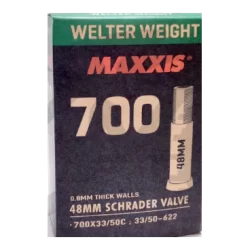 WELTER WEIGHT
MAXXIS®
700
48MM
0.8MM THICK WALLS
48MM SCHRADER VALVE
700X33/50C : 33/50-622